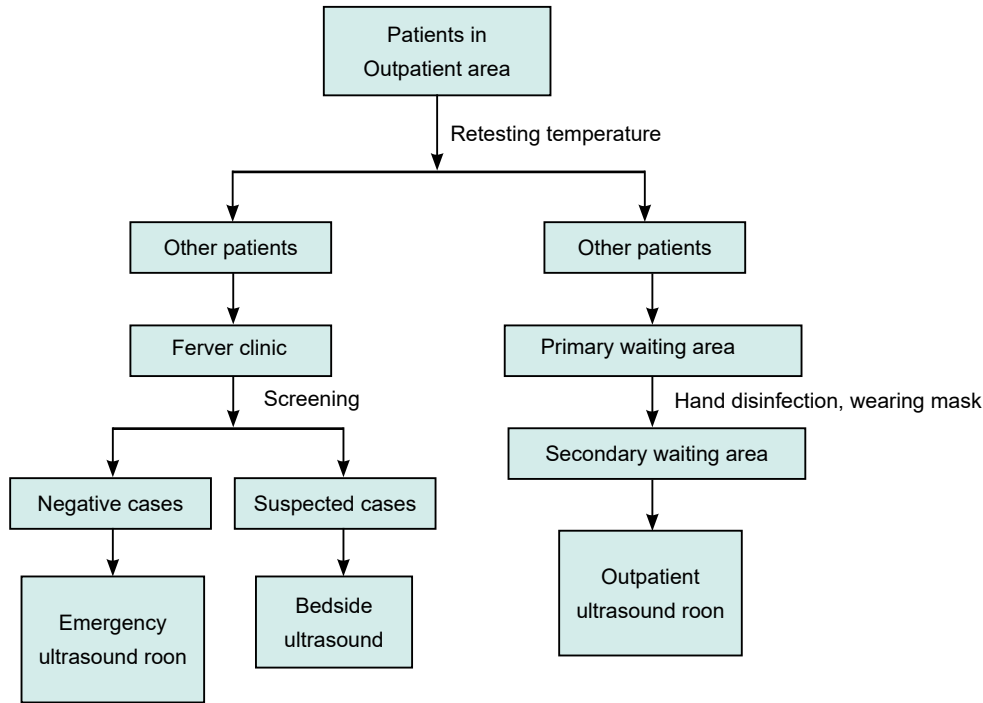 Patients in
Outpatient area
Retesting temperature
Other patients
Other patients
Ferver clinic
Primary waiting area
Screening
Hand disinfection, wearing mask
Secondary waiting area
Negative cases
Suspected cases
Emergency
ultrasound roon
Bedside
ultrasound
Outpatient
ultrasound roon